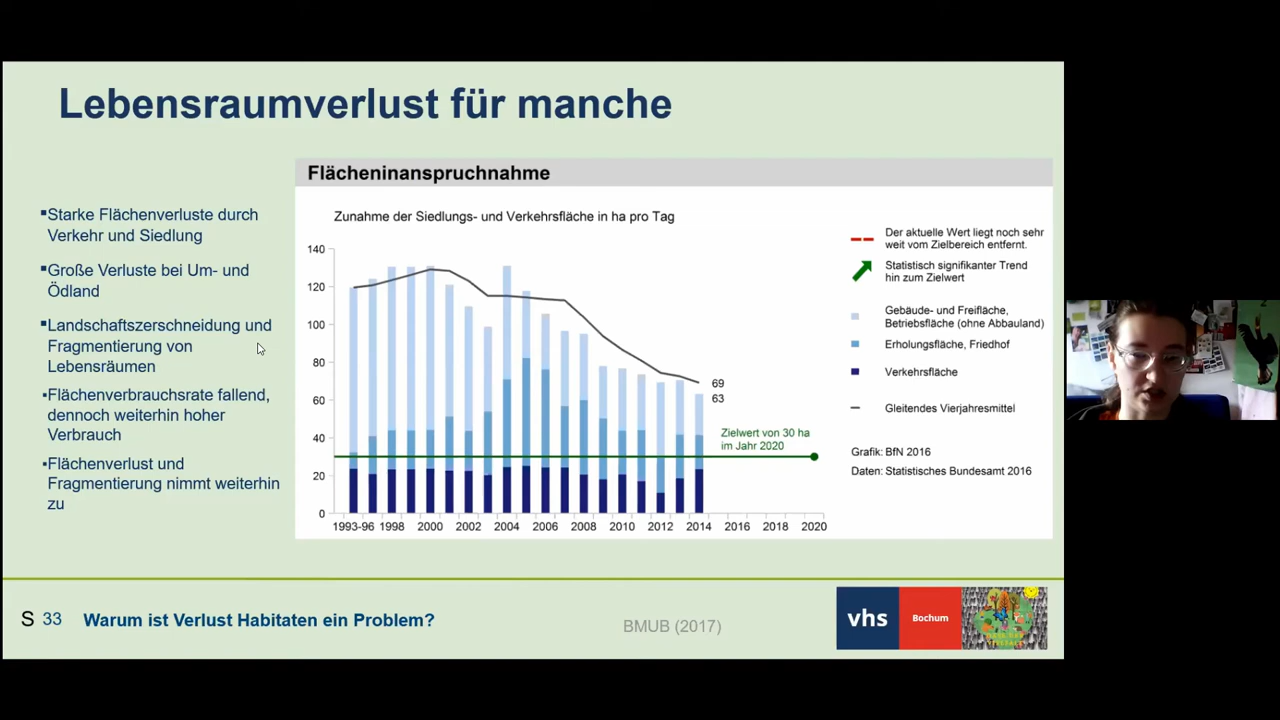 Lebensraumverlust für manche
▪Starke Flächenverluste durch
Verkehr und Siedlung
▪Große Verluste bei Um- und
Ödland
▪Landschaftszerschneidung und
Fragmentierung von
Lebensräumen
▪Flächenverbrauchsrate fallend,
dennoch weiterhin hoher
Verbrauch
▪Flächenverlust und
Fragmentierung nimmt weiterhin
zu
Flächeninanspruchnahme
Zunahme der Siedlungs- und Verkehrsfläche in ha pro Tag
140
120
100
80
60
40
20
0
1993-96 1998 2000 2002 2004 2006 2008 2010 2012 2014 2016 2018 2020
69
63
Zielwert von 30 ha
im Jahr 2020
Der aktuelle Wert liegt noch sehr
weit vom Zielbereich entfernt.
Statistisch signifikanter Trend
hin zum Zielwert
Gebäude- und Freifläche,
Betriebsfläche (ohne Abbauland)
Erholungsfläche, Friedhof
Verkehrsfläche
Gleitendes Vierjahresmittel
Grafik: BfN 2016
Daten: Statistisches Bundesamt 2016
S 33 Warum ist Verlust Habitaten ein Problem?
BMUB (2017)
vhs
Bochum